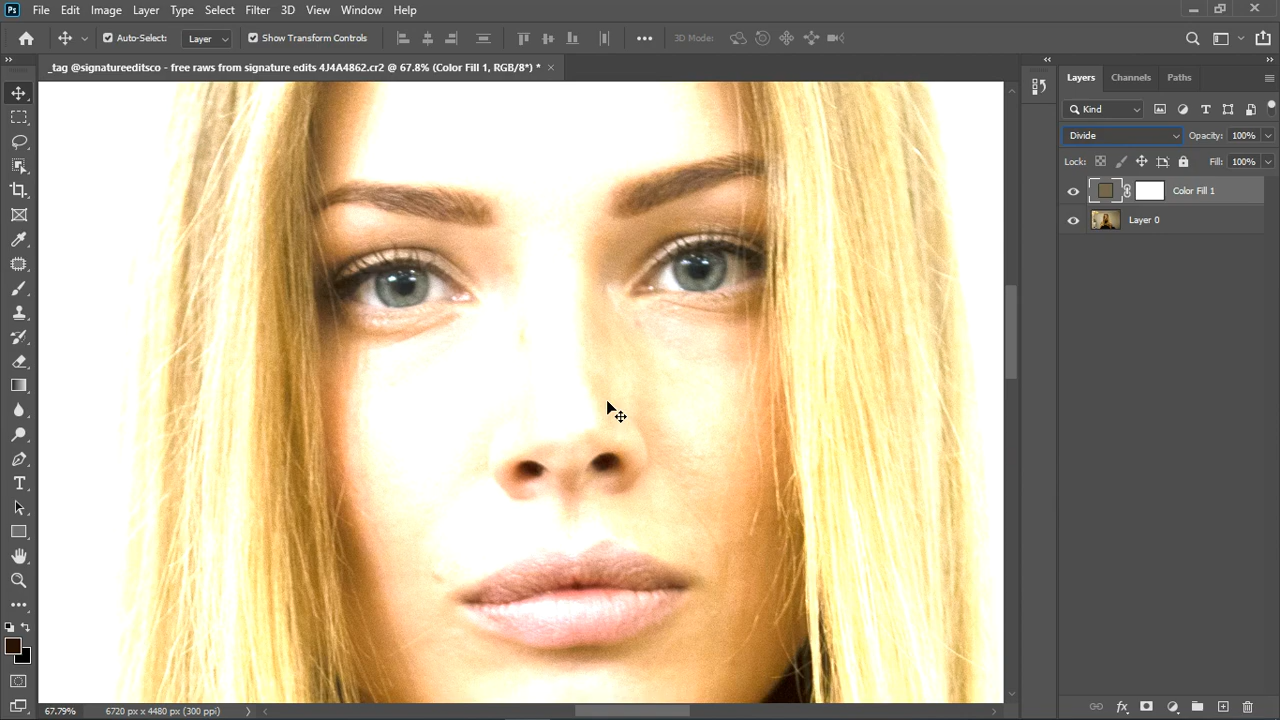 Ps File Edit Image Layer Type Select Filter 3D View Window Help
Auto-Select: Layer Show Transform Controls 3D Mode:
_tag @signatureeditsco - free raws from signature edits 4J4A4862.cr2 @ 67.8% (Color Fill 1, RGB/8*) *
Layers Channels Paths
Kind
Divide Opacity: 100%
Lock: Fill: 100%
Color Fill 1
Layer 0
67.79% 6720 px x 4480 px (300 ppi)